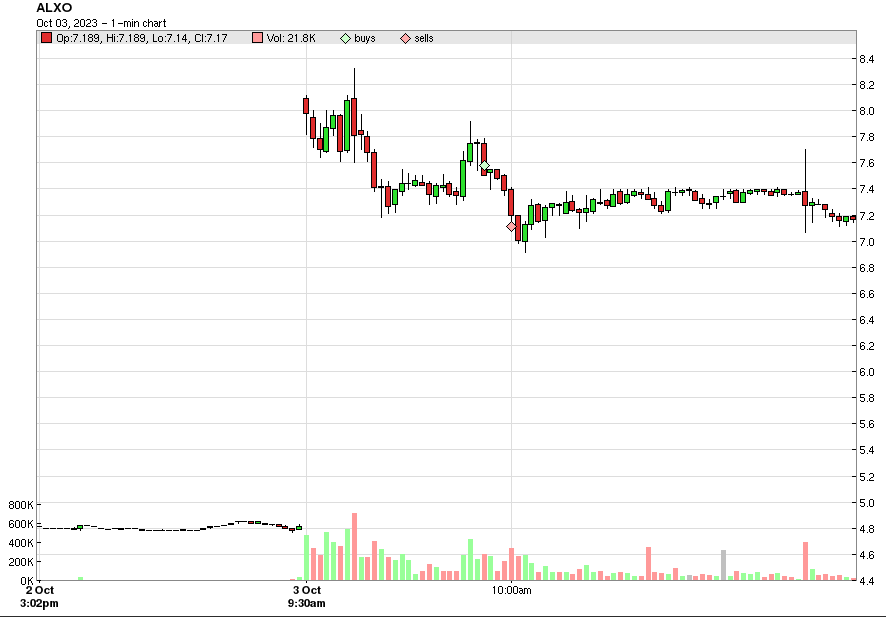 ALXO
Oct 03, 2023 - 1-min chart
Op:7.189, Hi:7.189, Lo:7.14, Cl:7.17 Vol: 21.8K buys sells
8.4
8.2
8.0
7.8
7.6
7.4
7.2
7.0
6.8
6.6
6.4
6.2
6.0
5.8
5.6
5.4
5.2
5.0
4.8
4.6
4.4
800K
600K
400K
200K
0K
2 Oct 3 Oct 10:00am
3:02pm 9:30am